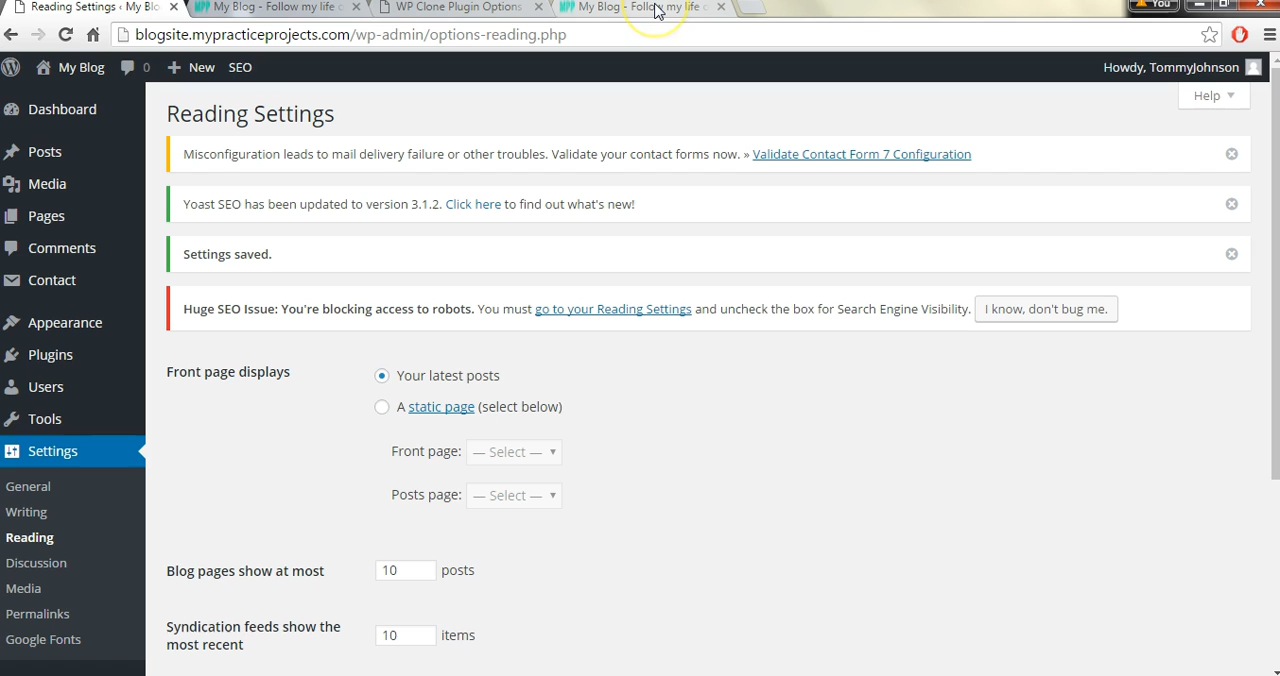 Reading Settings ‹ My Blo
My Blog - Follow my life o
WP Clone Plugin Options
My Blog - Follow my life o
You
blogsite.mypracticeprojects.com/wp-admin/options-reading.php
My Blog
0
New
SEO
Howdy, TommyJohnson
Help
Dashboard
Posts
Media
Pages
Comments
Contact
Appearance
Plugins
Users
Tools
Settings
General
Writing
Reading
Discussion
Media
Permalinks
Google Fonts
Reading Settings
Misconfiguration leads to mail delivery failure or other troubles. Validate your contact forms now. » Validate Contact Form 7 Configuration
Yoast SEO has been updated to version 3.1.2. Click here to find out what's new!
Settings saved.
Huge SEO Issue: You're blocking access to robots. You must go to your Reading Settings and uncheck the box for Search Engine Visibility. I know, don't bug me.
Front page displays
Your latest posts
A static page (select below)
Front page: — Select —
Posts page: — Select —
Blog pages show at most 10 posts
Syndication feeds show the
most recent
10 items